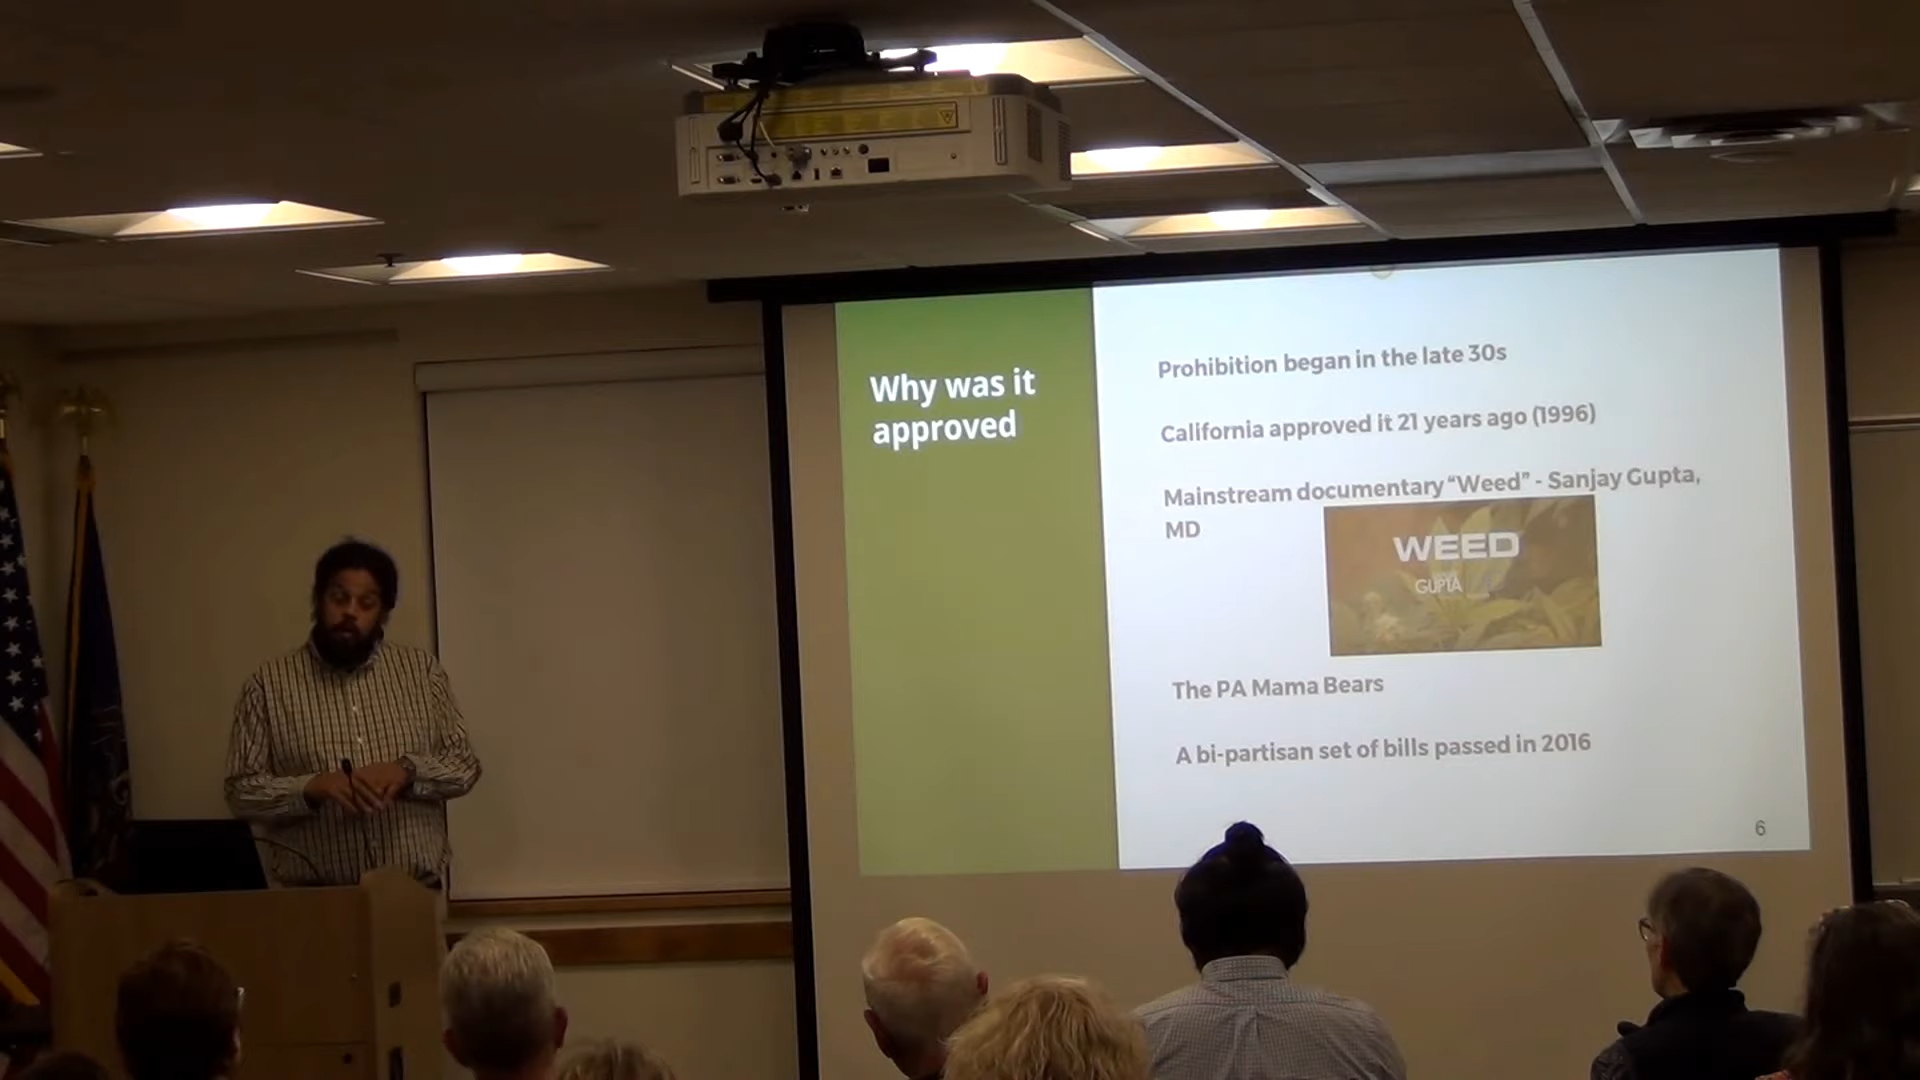 Why was it
approved
Prohibition began in the late 30s
California approved it 21 years ago (1996)
Mainstream documentary “Weed” - Sanjay Gupta,
MD
WEED
GUPTA
The PA Mama Bears
A bi-partisan set of bills passed in 2016
6